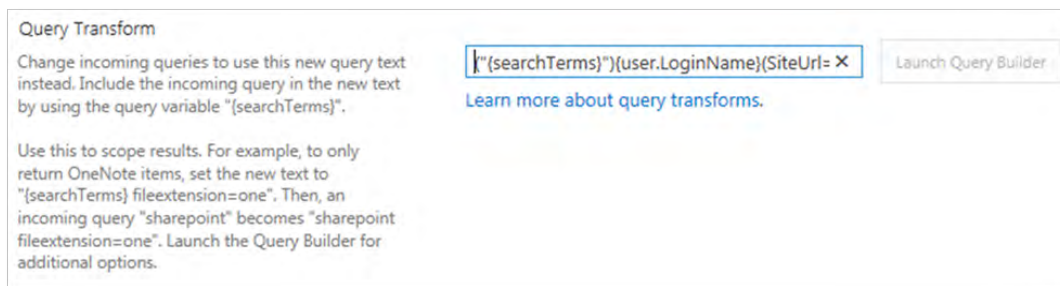 Query Transform
Change incoming queries to use this new query text
instead. Include the incoming query in the new text
by using the query variable "{searchTerms}".
Use this to scope results. For example, to only
return OneNote items, set the new text to
"{searchTerms} fileextension=one". Then, an
incoming query "sharepoint" becomes "sharepoint
fileextension=one". Launch the Query Builder for
additional options.
("{searchTerms}"){user.LoginName}(SiteUrl= ✕
Launch Query Builder
Learn more about query transforms.